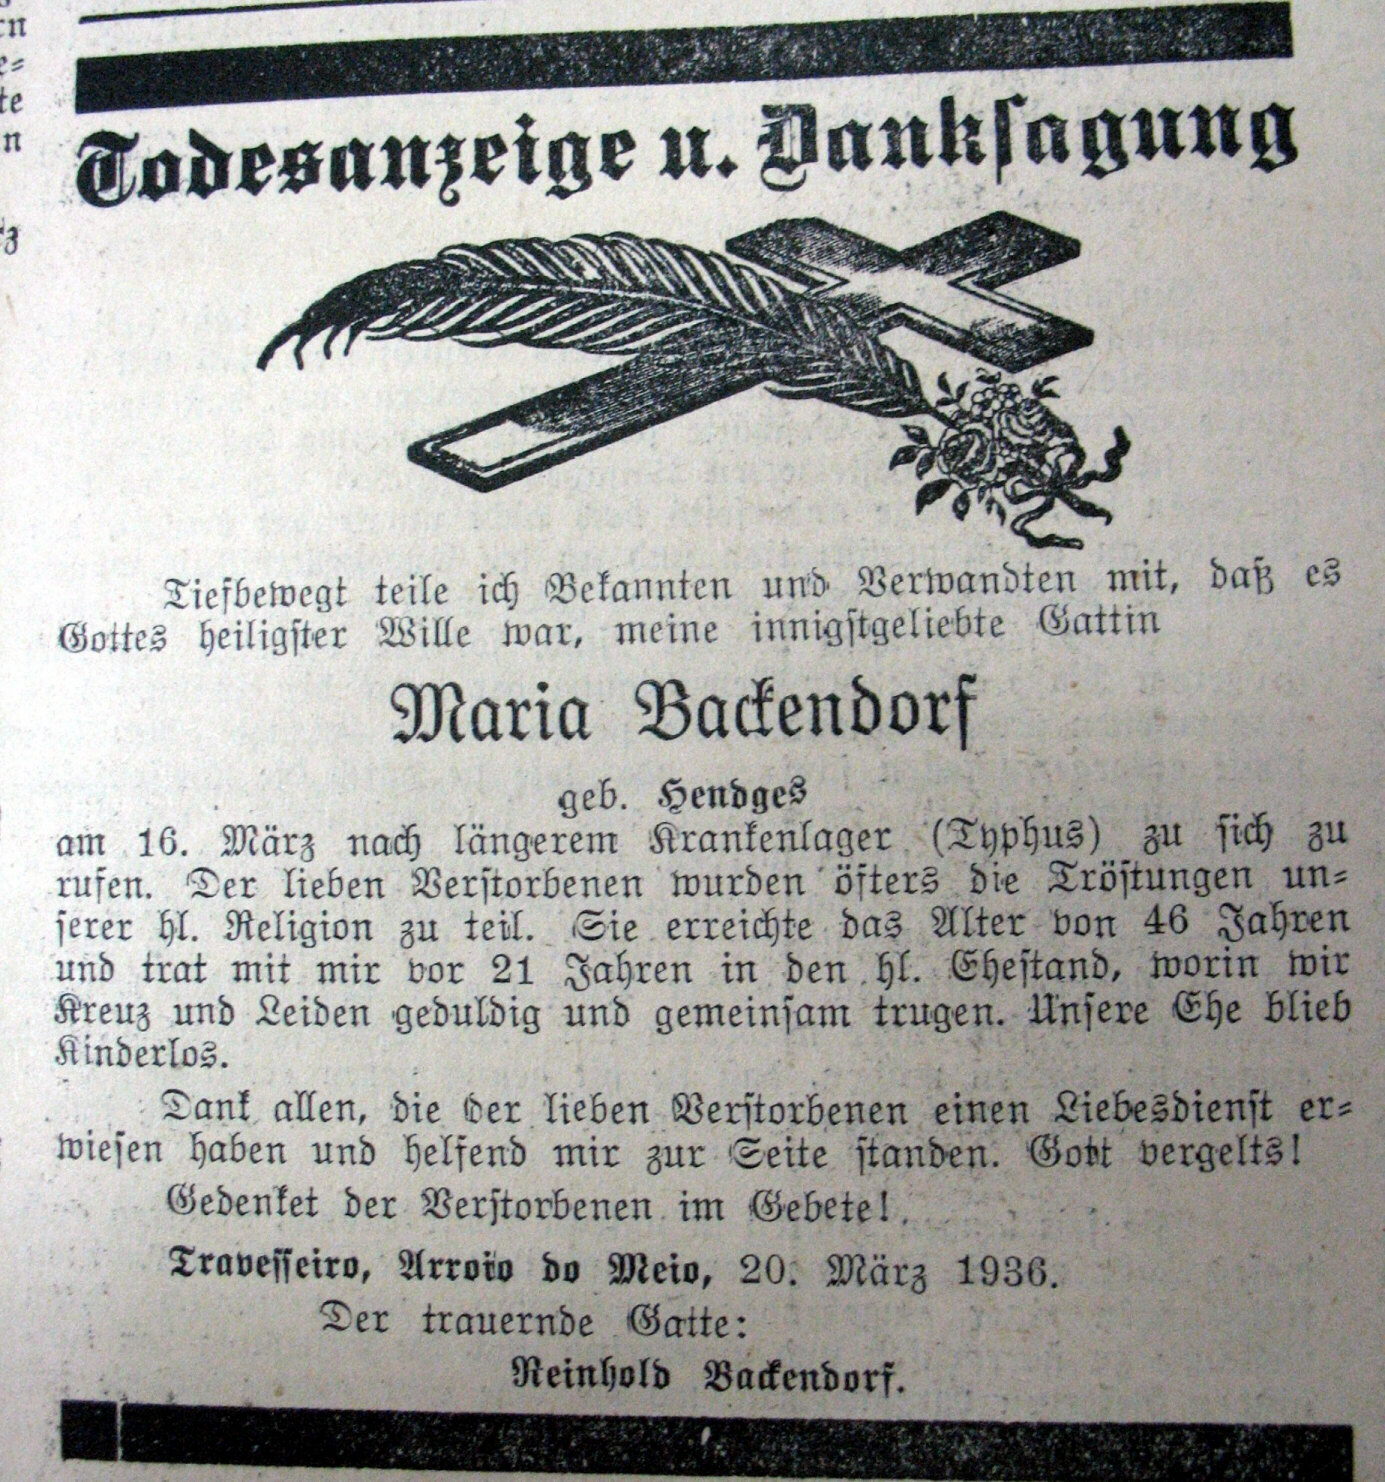 rn
e=
te
n
rz
Todesanzeige u. Danksagung
Tiefbewegt teile ich Bekannten und Verwandten mit, daß es
Gottes heiligster Wille war, meine innigstgeliebte Gattin
Maria Backendorf
geb. Hendges
am 16. März nach längerem Krankenlager (Typhus) zu sich zu
rufen. Der lieben Verstorbenen wurden öfters die Tröstungen un=
serer hl. Religion zu teil. Sie erreichte das Alter von 46 Jahren
und trat mit mir vor 21 Jahren in den hl. Ehestand, worin wir
Kreuz und Leiden geduldig und gemeinsam trugen. Unsere Ehe blieb
Kinderlos.
Dank allen, die der lieben Verstorbenen einen Liebesdienst er=
wiesen haben und helfend mir zur Seite standen. Gott vergelts!
Gedenket der Verstorbenen im Gebete!
Travesseiro, Arroio do Meio, 20. März 1936.
Der trauernde Gatte:
Reinhold Backendorf.